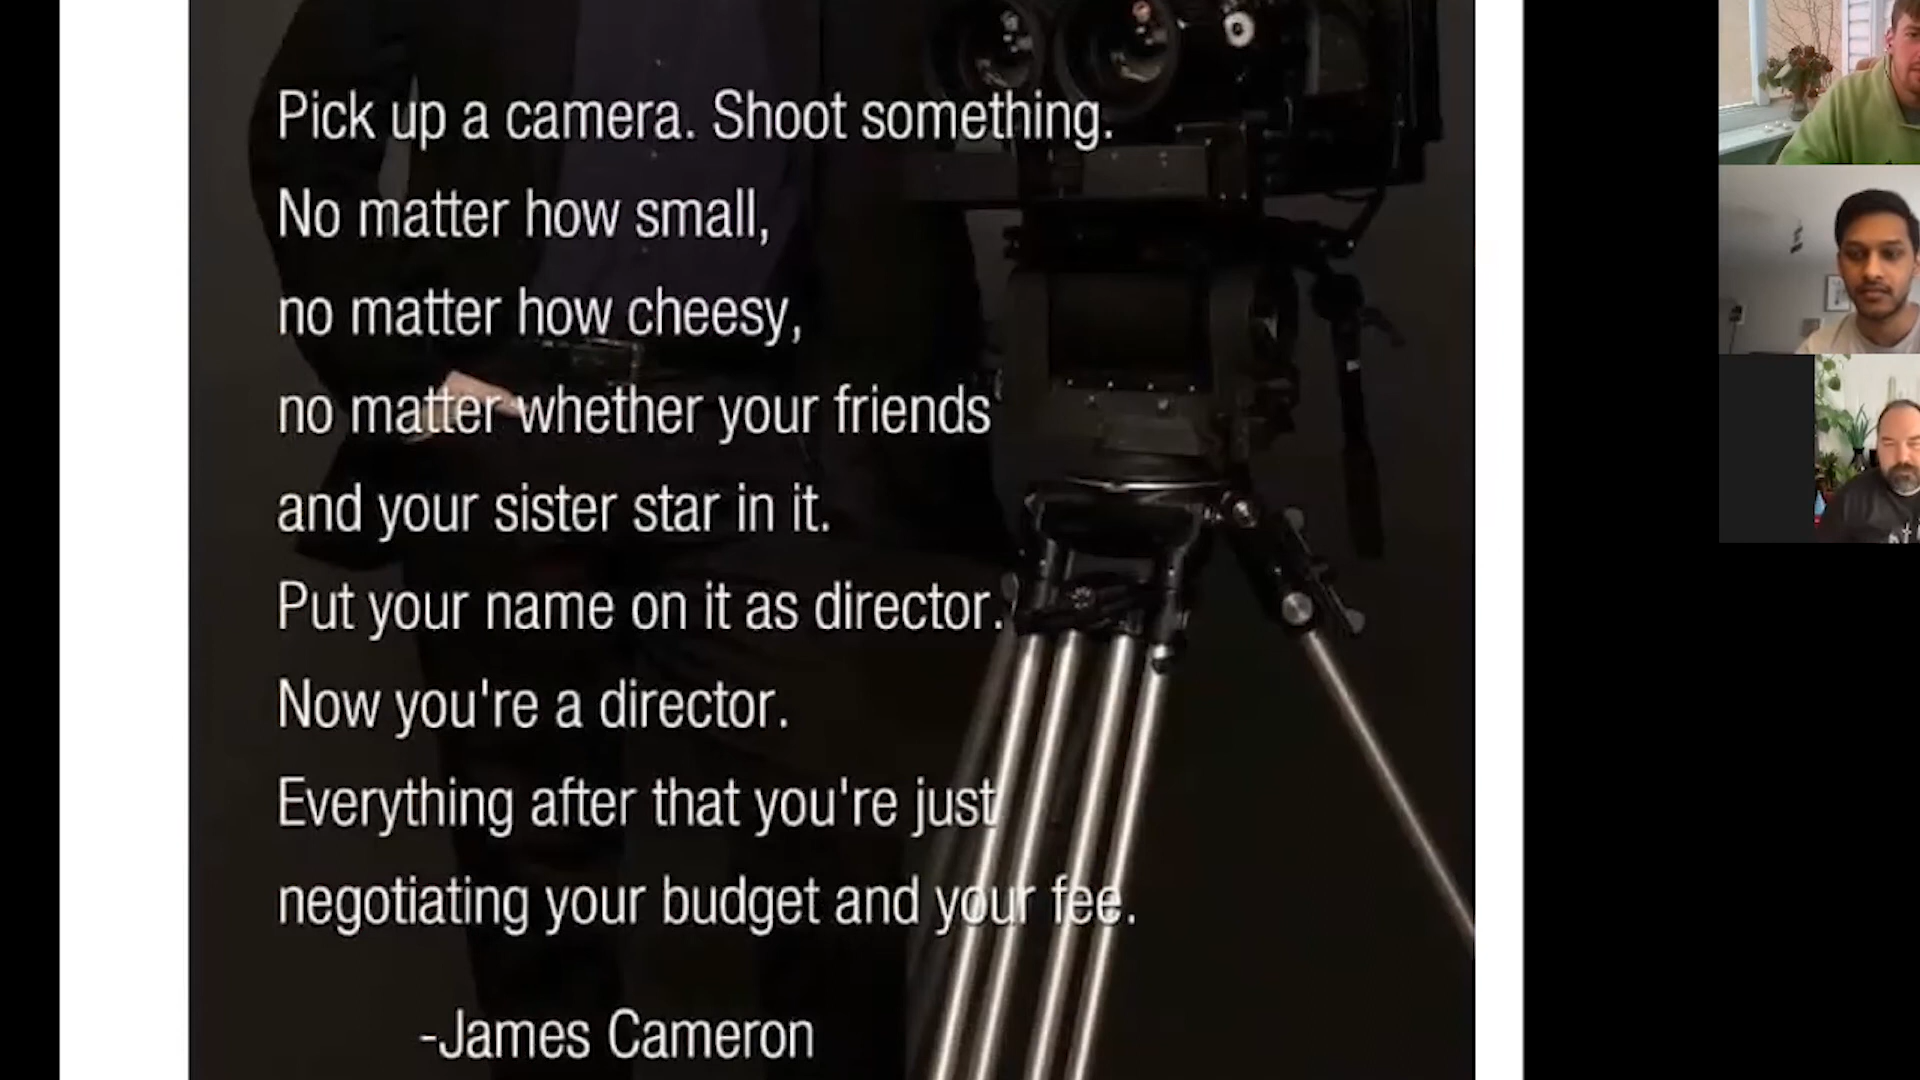 Pick up a camera. Shoot something.
No matter how small,
no matter how cheesy,
no matter whether your friends
and your sister star in it.
Put your name on it as director.
Now you're a director.
Everything after that you're just
negotiating your budget and your fee.
-James Cameron